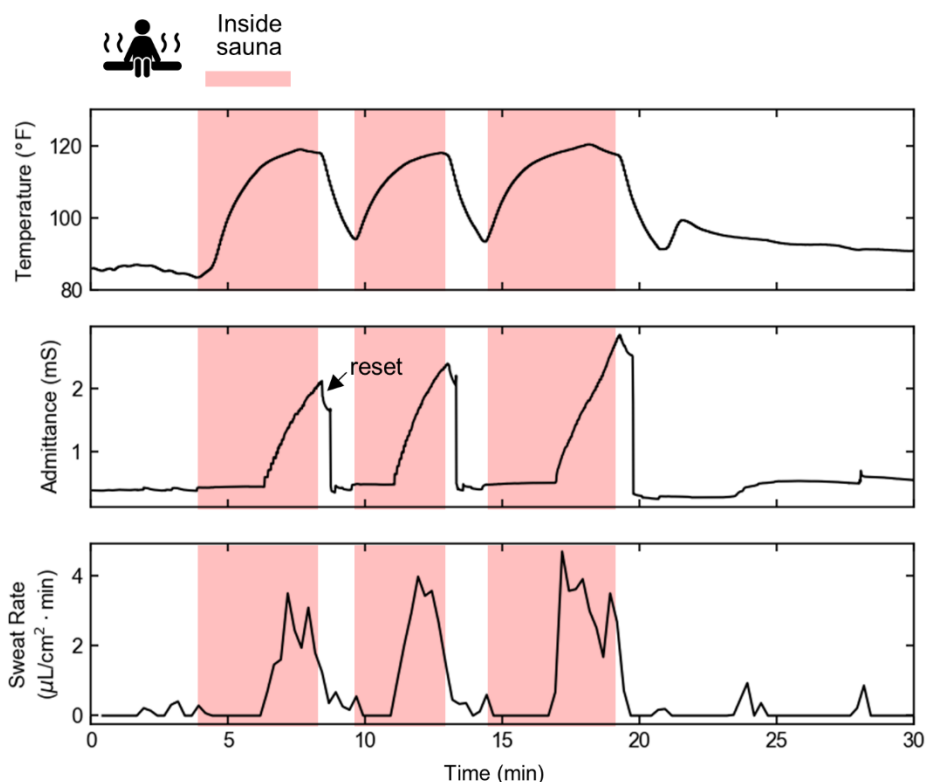 Inside
sauna
Temperature (°F)
120
100
80
Admittance (mS)
2
1
reset
Sweat Rate
(μL/cm² · min)
4
2
0
0
5
10
15
20
25
30
Time (min)